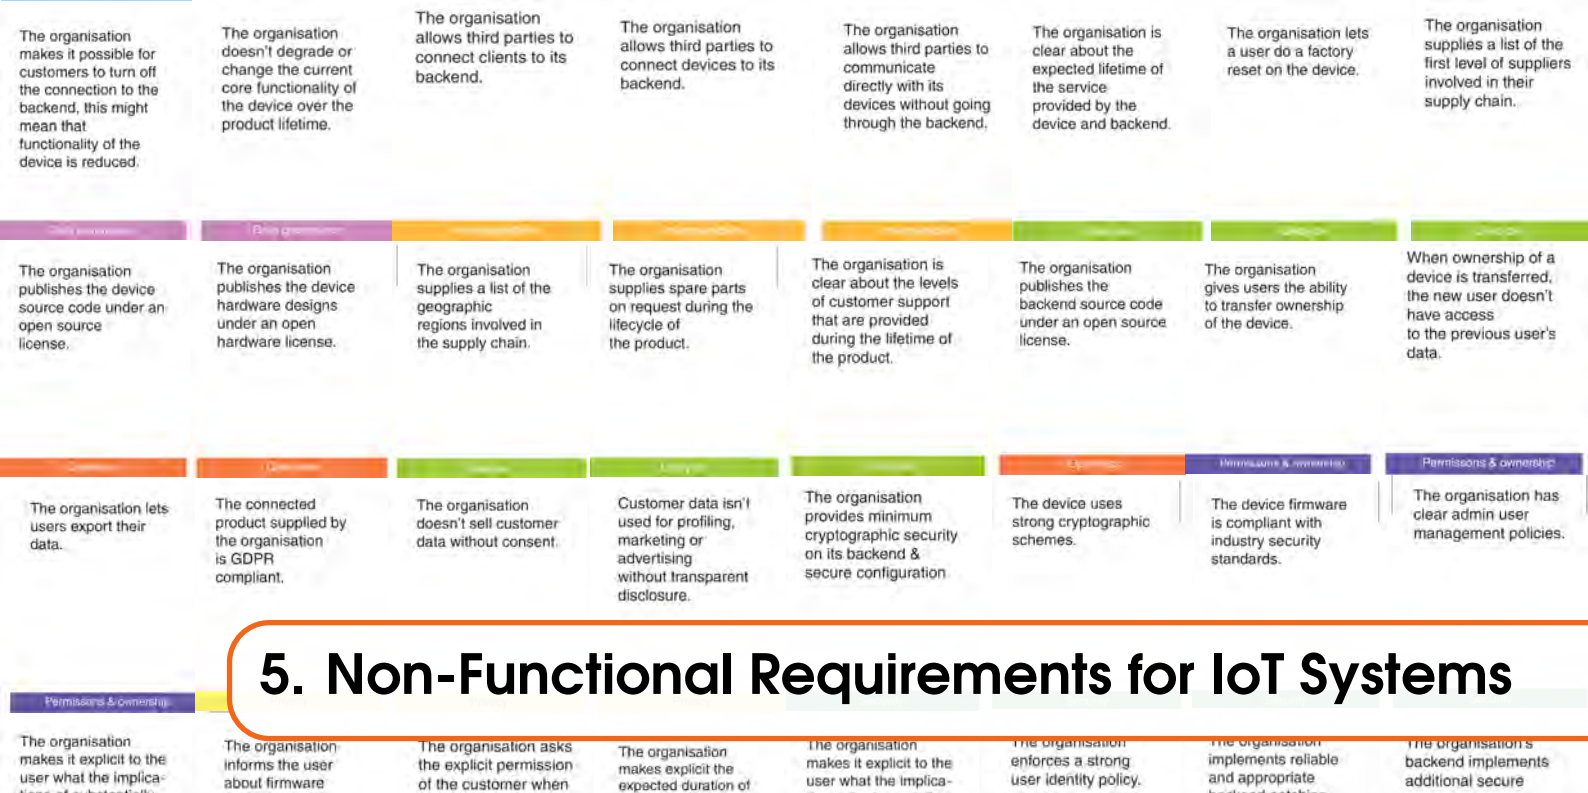 The organisation
makes it possible for
customers to turn off
the connection to the
backend, this might
mean that
functionality of the
device is reduced.
The organisation
doesn't degrade or
change the current
core functionality of
the device over the
product lifetime.
The organisation
allows third parties to
connect clients to its
backend.
The organisation
allows third parties to
connect devices to its
backend.
The organisation
allows third parties to
communicate
directly with its
devices without going
through the backend.
The organisation is
clear about the
expected lifetime of
the service
provided by the
device and backend.
The organisation lets
a user do a factory
reset on the device.
The organisation
supplies a list of the
first level of suppliers
involved in their
supply chain.
The organisation
publishes the device
source code under an
open source
license.
The organisation
publishes the device
hardware designs
under an open
hardware license.
The organisation
supplies a list of the
geographic
regions involved in
the supply chain.
The organisation
supplies spare parts
on request during the
lifecycle of
the product.
The organisation is
clear about the levels
of customer support
that are provided
during the lifetime of
the product.
The organisation
publishes the
backend source code
under an open source
license.
The organisation
gives users the ability
to transfer ownership
of the device.
When ownership of a
device is transferred,
the new user doesn't
have access
to the previous user's
data.
Permissons & ownership
Permissons & ownership
The organisation lets
users export their
data.
The connected
product supplied by
the organisation
is GDPR
compliant.
The organisation
doesn't sell customer
data without consent.
Customer data isn't
used for profiling,
marketing or
advertising
without transparent
disclosure.
The organisation
provides minimum
cryptographic security
on its backend &
secure configuration
The device uses
strong cryptographic
schemes.
The device firmware
is compliant with
industry security
standards.
The organisation has
clear admin user
management policies.
5. Non-Functional Requirements for IoT Systems
Permissons & ownership
The organisation
makes it explicit to the
user what the implica-
The organisation
informs the user
about firmware
The organisation asks
the explicit permission
of the customer when
The organisation
makes explicit the
expected duration of
The organisation
makes it explicit to the
user what the implica-
The organisation
enforces a strong
user identity policy.
The organisation
implements reliable
and appropriate
The organisation's
backend implements
additional secure